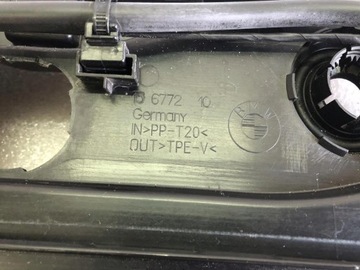 6772 10
Germany
IN>PP-T20<
OUT>TPE-V<